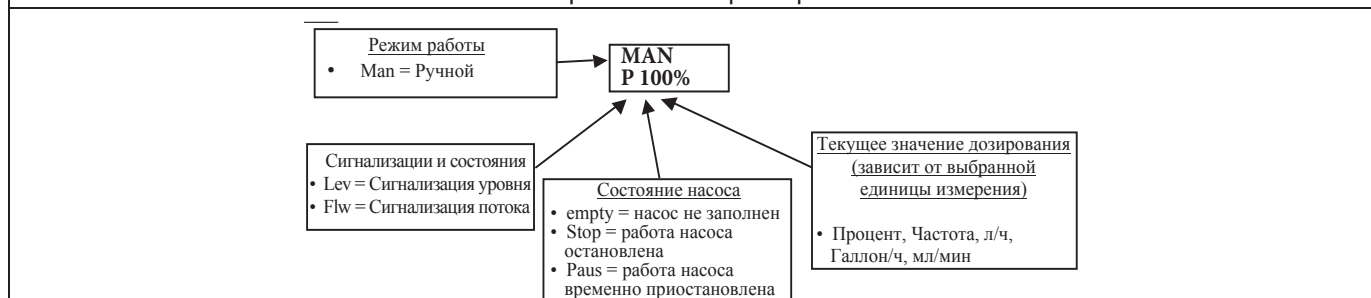 Режим работы
• Man = Ручной
MAN
P 100%
Сигнализации и состояния
• Lev = Сигнализация уровня
• Flw = Сигнализация потока
Состояние насоса
• empty = насос не заполнен
• Stop = работа насоса
остановлена
• Paus = работа насоса
временно приостановлена
Текущее значение дозирования
(зависит от выбранной
единицы измерения)
• Процент, Частота, л/ч,
Галлон/ч, мл/мин